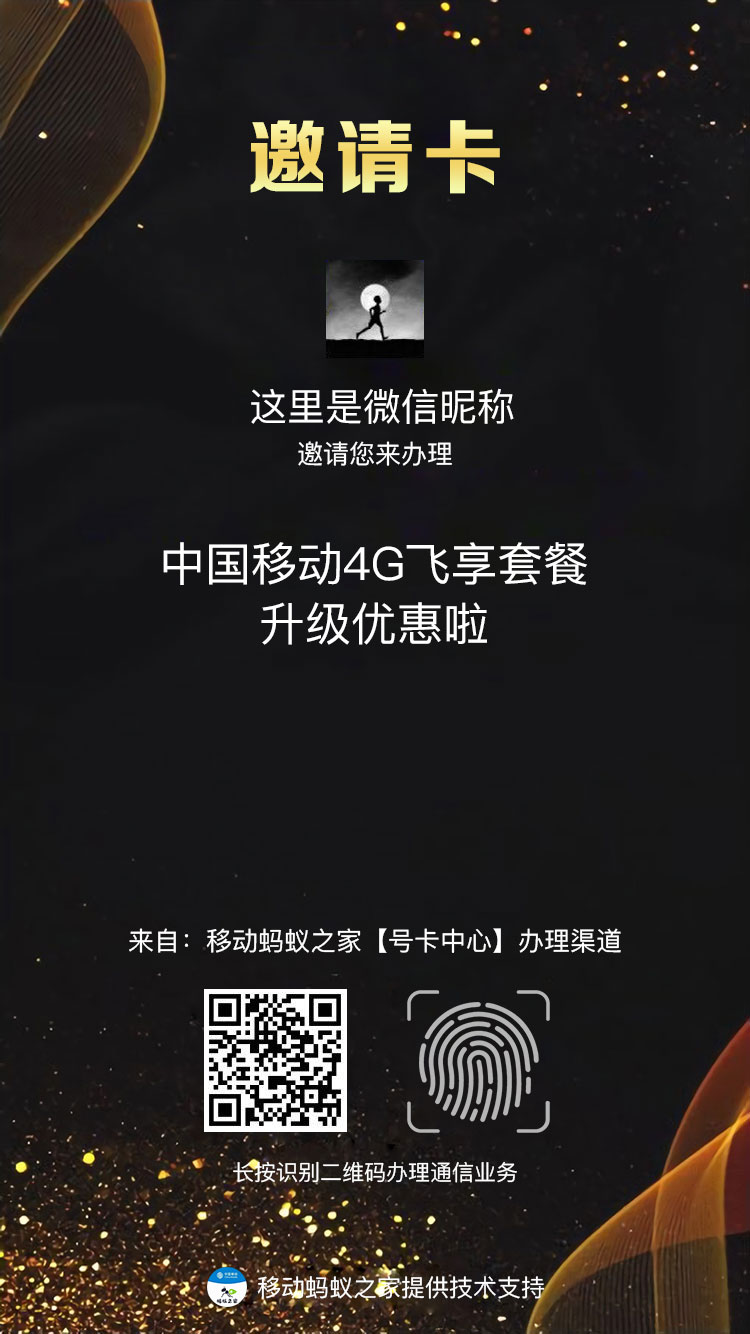 邀请卡
这里是微信昵称
邀请您来办理
中国移动4G飞享套餐
升级优惠啦
来自：移动蚂蚁之家【号卡中心】办理渠道
长按识别二维码办理通信业务
移动蚂蚁之家提供技术支持